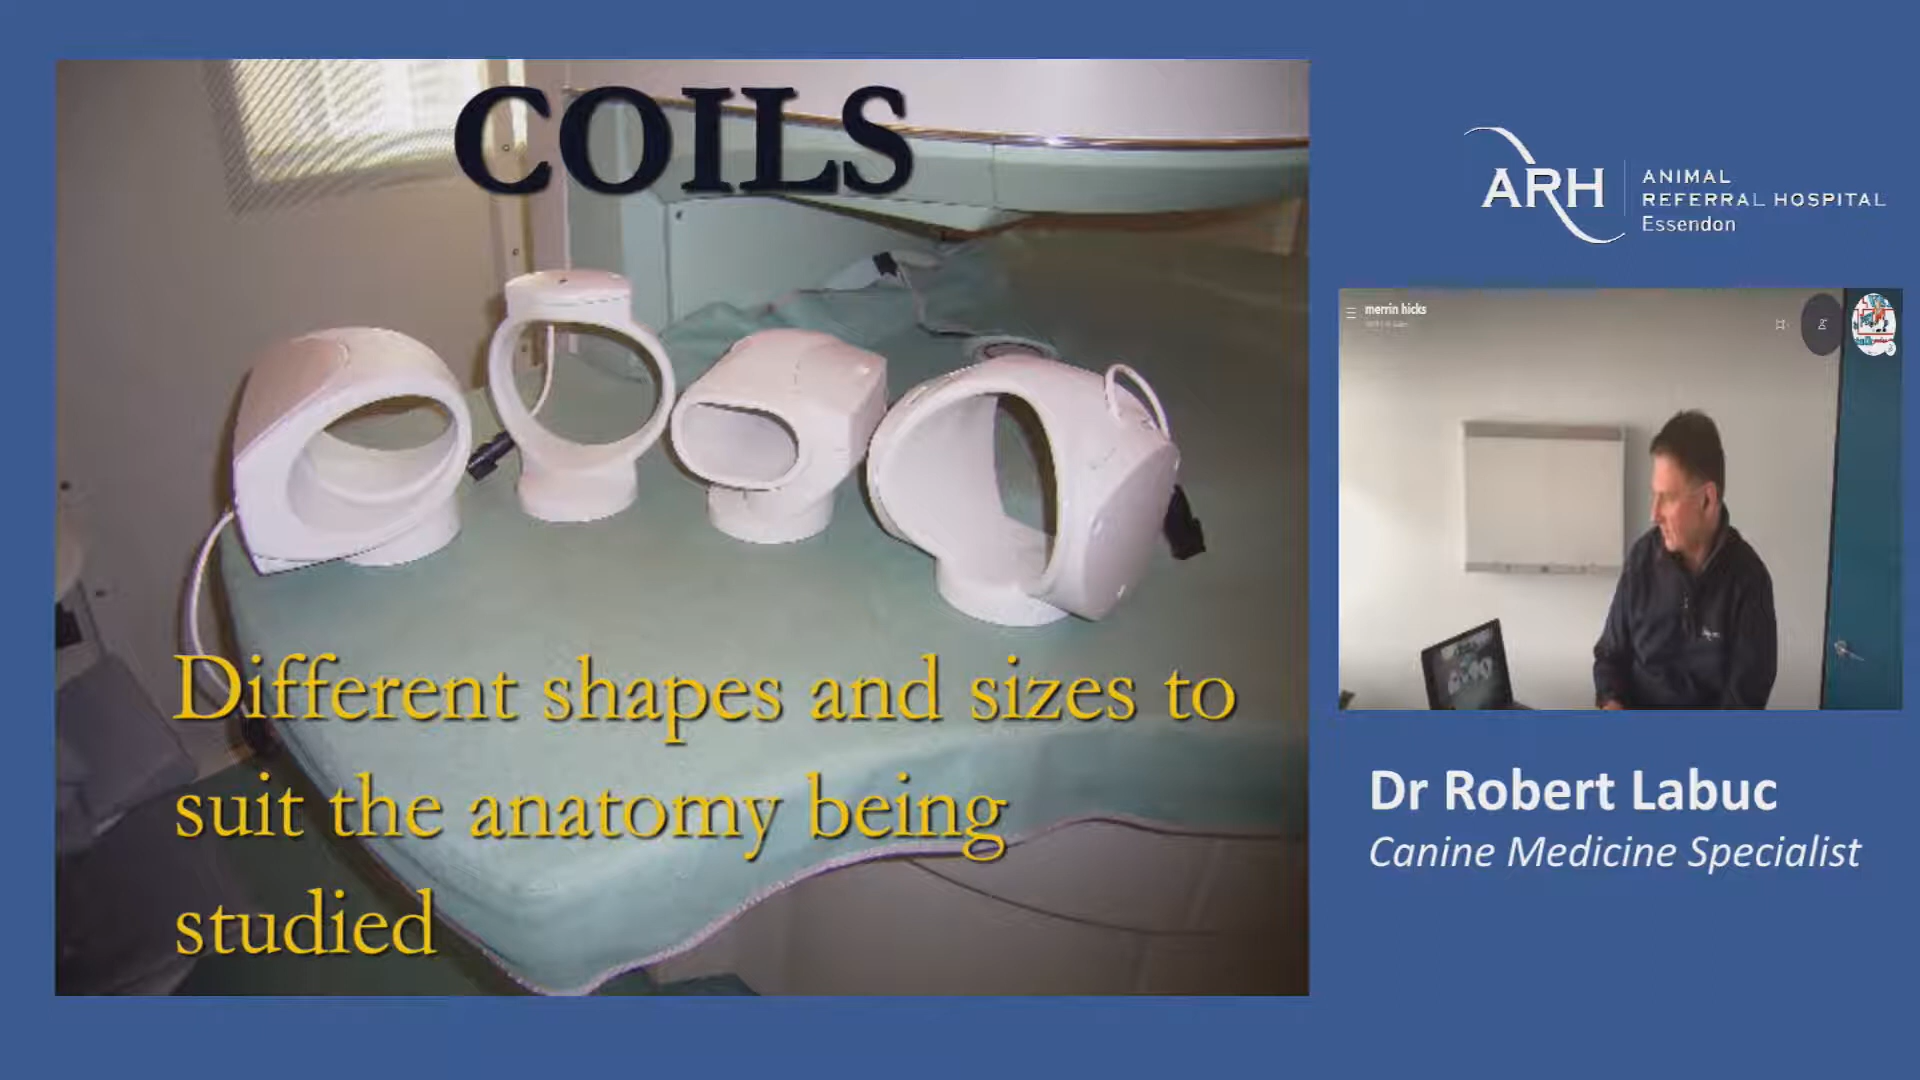 COILS
Different shapes and sizes to
suit the anatomy being
studied
ARH
ANIMAL
REFERRAL HOSPITAL
Essendon
merrin hicks
Dr Robert Labuc
Canine Medicine Specialist